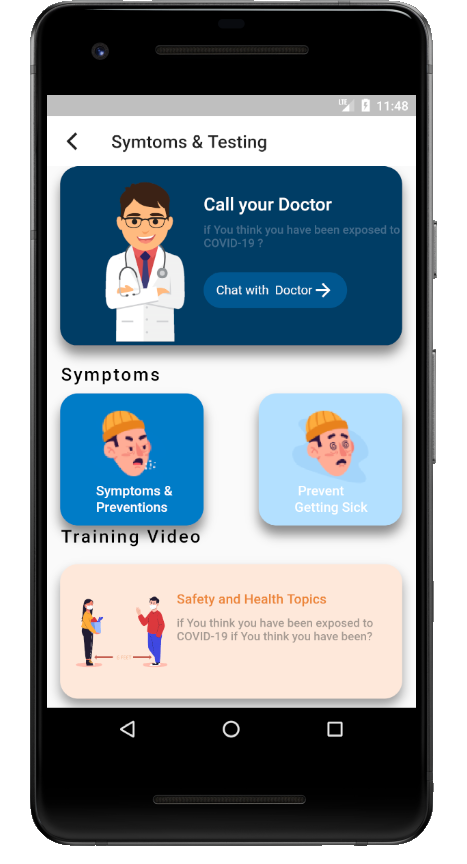 LTE 11:48
Symtoms & Testing
Call your Doctor
if You think you have been exposed to
COVID-19 ?
Chat with Doctor
Symptoms
Symptoms &
Preventions
Prevent
Getting Sick
Training Video
Safety and Health Topics
if You think you have been exposed to
COVID-19 if You think you have been?